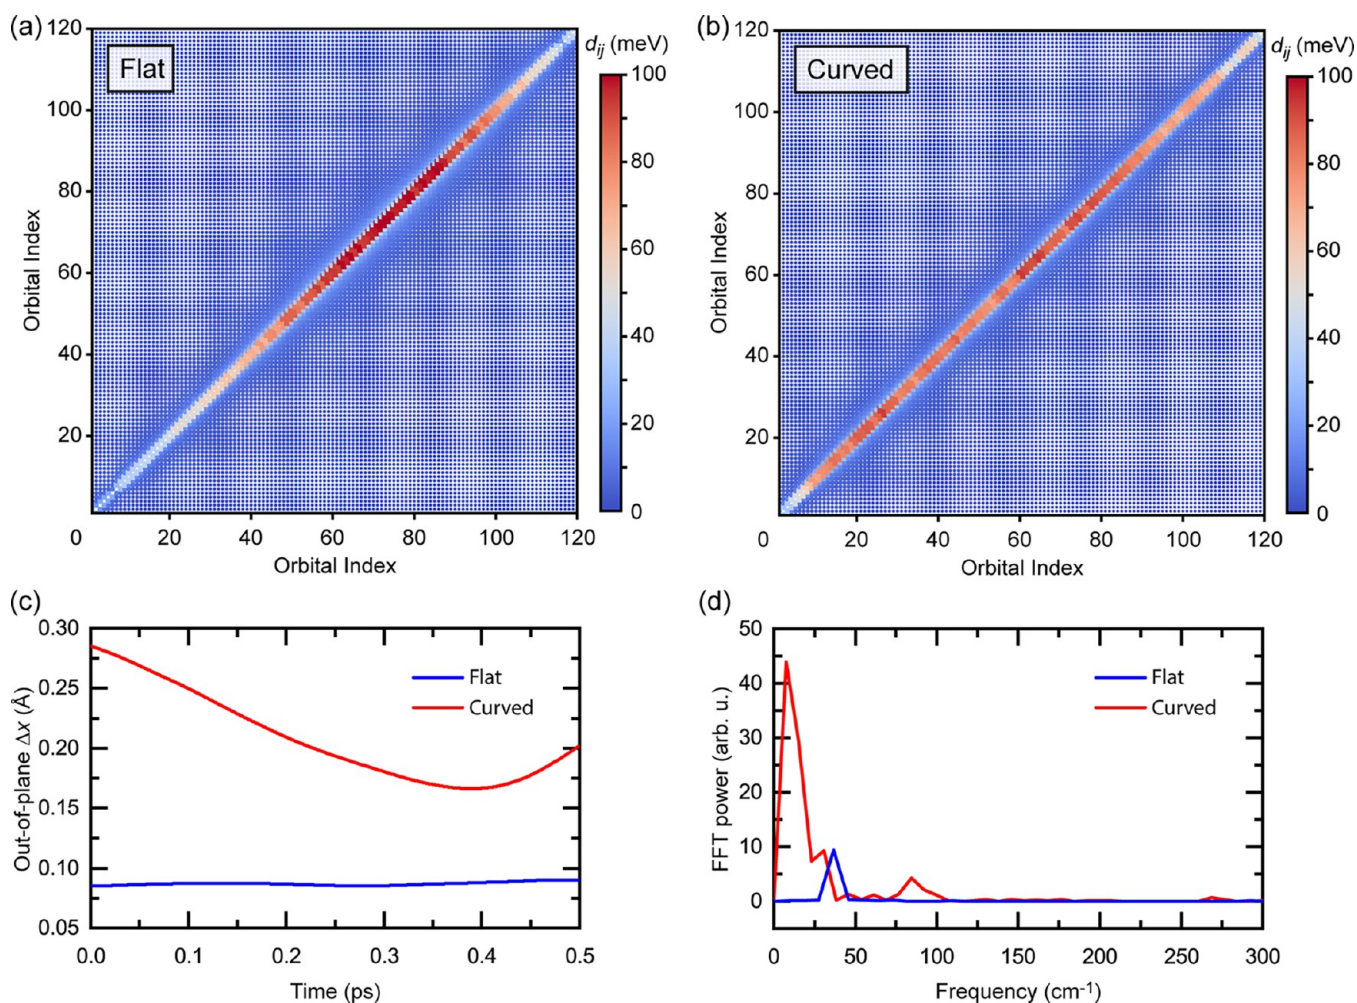 (a)
120
Flat
100
80
60
40
20
Orbital Index
0 20 40 60 80 100 120
Orbital Index
d_ij (meV)
100
80
60
40
20
0
(b)
120
Curved
100
80
60
40
20
Orbital Index
0 20 40 60 80 100 120
Orbital Index
d_ij (meV)
100
80
60
40
20
0
(c)
0.30
0.25
0.20
0.15
0.10
0.05
Out-of-plane Δx (Å)
Flat
Curved
0.0 0.1 0.2 0.3 0.4 0.5
Time (ps)
(d)
50
40
30
20
10
0
FFT power (arb. u.)
Flat
Curved
0 50 100 150 200 250 300
Frequency (cm⁻¹)